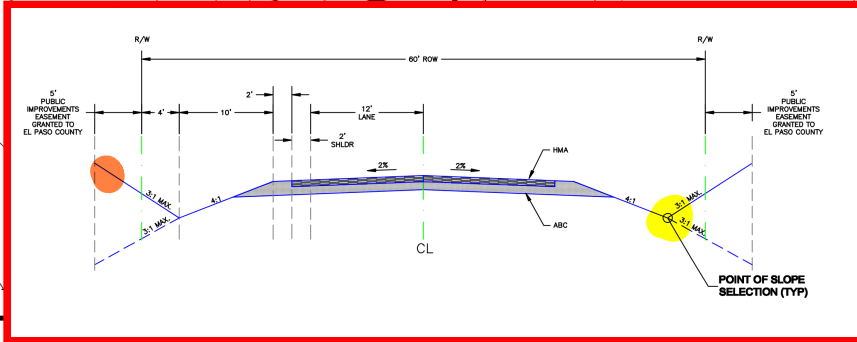 R/W
R/W
60' ROW
5'
PUBLIC
IMPROVEMENTS
EASEMENT
GRANTED TO
EL PASO COUNTY
4'
10'
2'
12'
LANE
2'
SHLDR
5'
PUBLIC
IMPROVEMENTS
EASEMENT
GRANTED TO
EL PASO COUNTY
HMA
2%
2%
3:1 MAX.
4:1
3:1 MAX.
4:1
3:1 MAX.
3:1 MAX.
ABC
CL
POINT OF SLOPE
SELECTION (TYP)